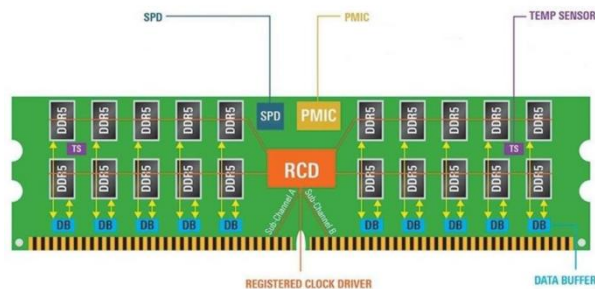 SPD
PMIC
TEMP SENSOR
DDR5 DDR5 DDR5 DDR5 DDR5 SPD PMIC DDR5 DDR5 DDR5 DDR5 DDR5
TS RCD TS
DDR5 DDR5 DDR5 DDR5 DDR5 DDR5 DDR5 DDR5 DDR5 DDR5
Sub-Channel A
Sub-Channel B
DB DB DB DB DB DB DB DB DB DB
REGISTERED CLOCK DRIVER
DATA BUFFER